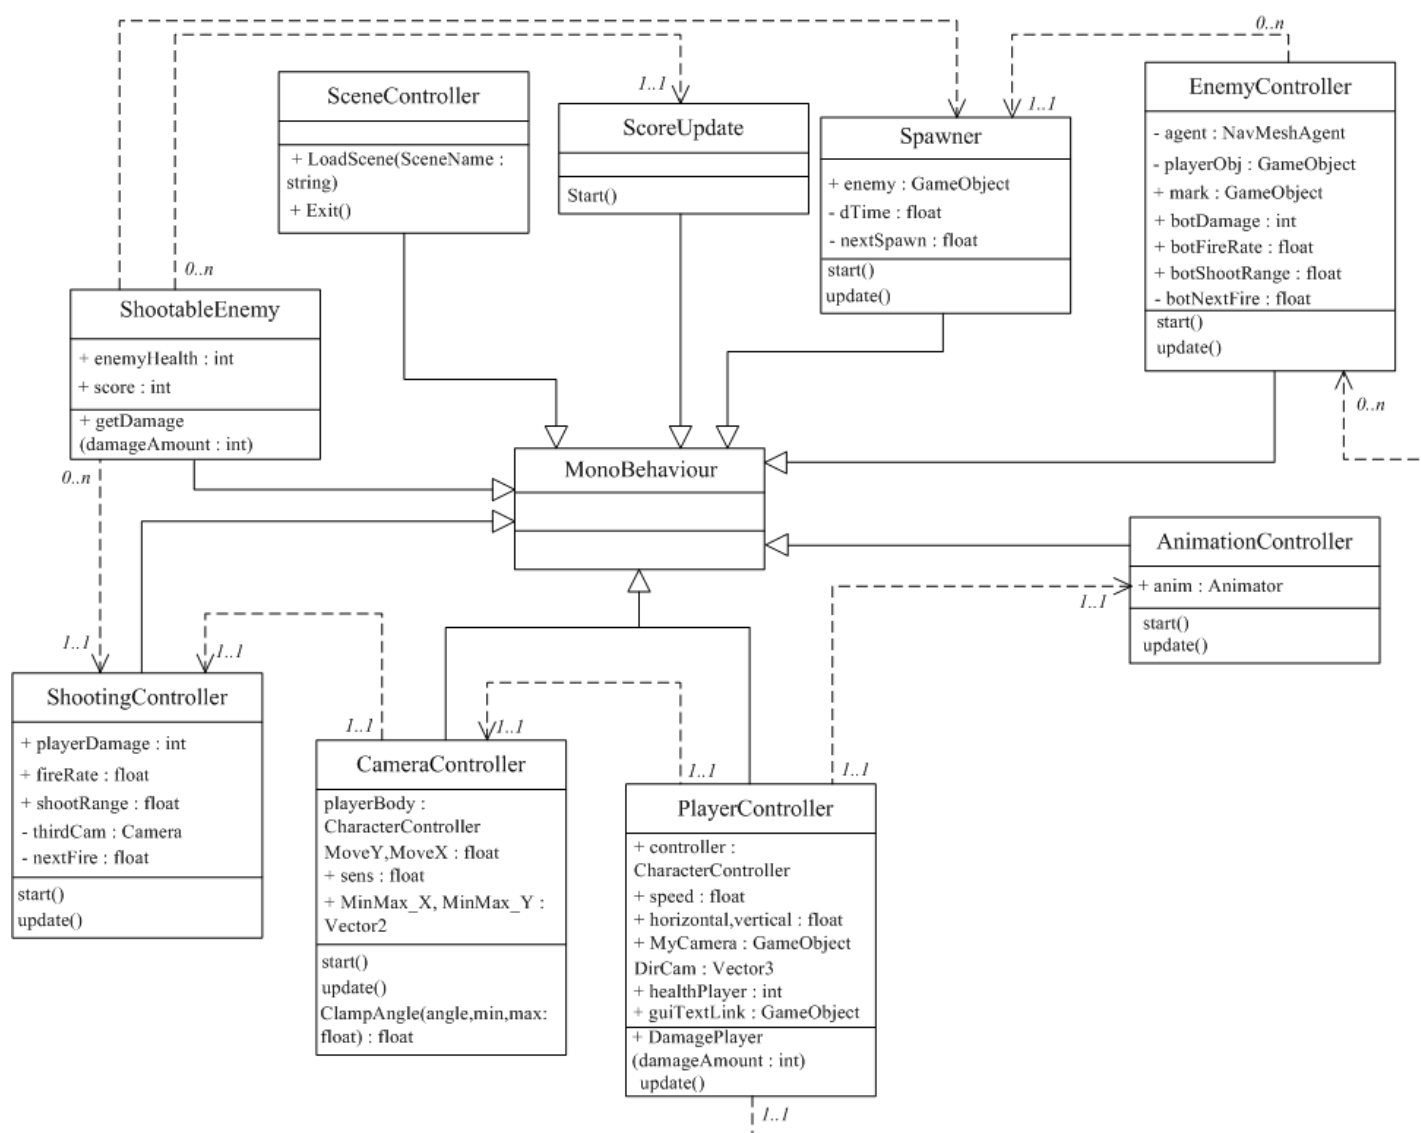 0..n
1..1
1..1
SceneController
+ LoadScene(SceneName :
string)
+ Exit()
ScoreUpdate
Start()
Spawner
+ enemy : GameObject
- dTime : float
- nextSpawn : float
start()
update()
EnemyController
- agent : NavMeshAgent
- playerObj : GameObject
+ mark : GameObject
+ botDamage : int
+ botFireRate : float
+ botShootRange : float
- botNextFire : float
start()
update()
0..n
0..n
ShootableEnemy
+ enemyHealth : int
+ score : int
+ getDamage
(damageAmount : int)
0..n
MonoBehaviour
AnimationController
+ anim : Animator
start()
update()
1..1
1..1
1..1
ShootingController
+ playerDamage : int
+ fireRate : float
+ shootRange : float
- thirdCam : Camera
- nextFire : float
start()
update()
1..1
1..1
CameraController
playerBody :
CharacterController
MoveY,MoveX : float
+ sens : float
+ MinMax_X, MinMax_Y :
Vector2
start()
update()
ClampAngle(angle,min,max:
float) : float
1..1
1..1
PlayerController
+ controller :
CharacterController
+ speed : float
+ horizontal,vertical : float
+ MyCamera : GameObject
DirCam : Vector3
+ healthPlayer : int
+ guiTextLink : GameObject
+ DamagePlayer
(damageAmount : int)
update()
1..1